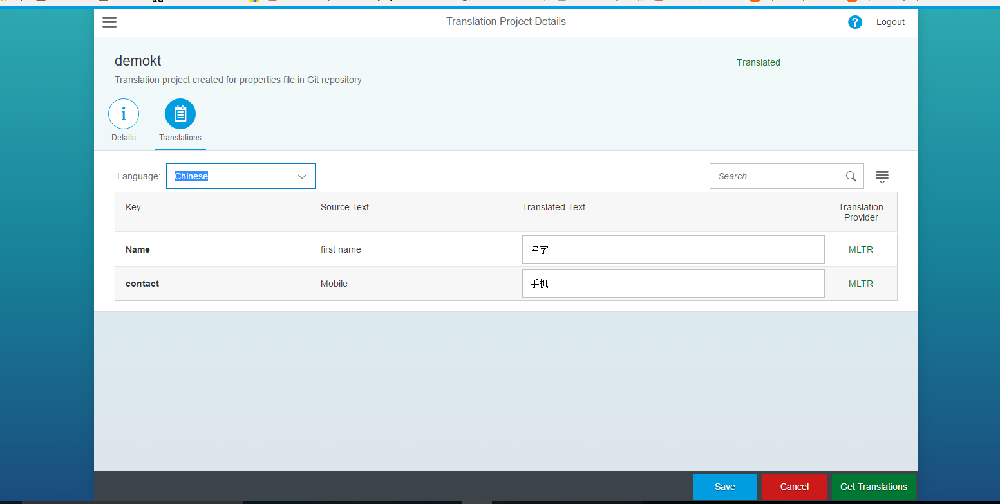 Translation Project Details
? Logout
demokt
Translated
Translation project created for properties file in Git repository
i
Details
Translations
Language: Chinese
Search
Key Source Text Translated Text Translation Provider
Name first name 名字 MLTR
contact Mobile 手机 MLTR
Save Cancel Get Translations